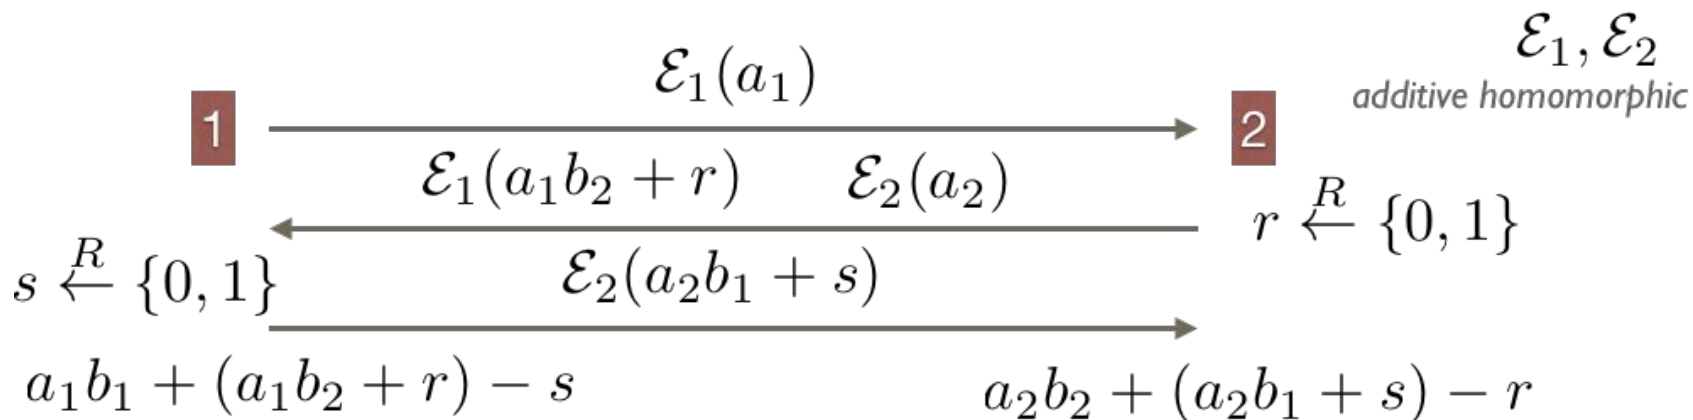 ℰ₁, ℰ₂
additive homomorphic
ℰ₁(a₁)
1
2
ℰ₁(a₁b₂ + r) ℰ₂(a₂)
r ←ᴿ {0, 1}
s ←ᴿ {0, 1}
ℰ₂(a₂b₁ + s)
a₁b₁ + (a₁b₂ + r) − s
a₂b₂ + (a₂b₁ + s) − r